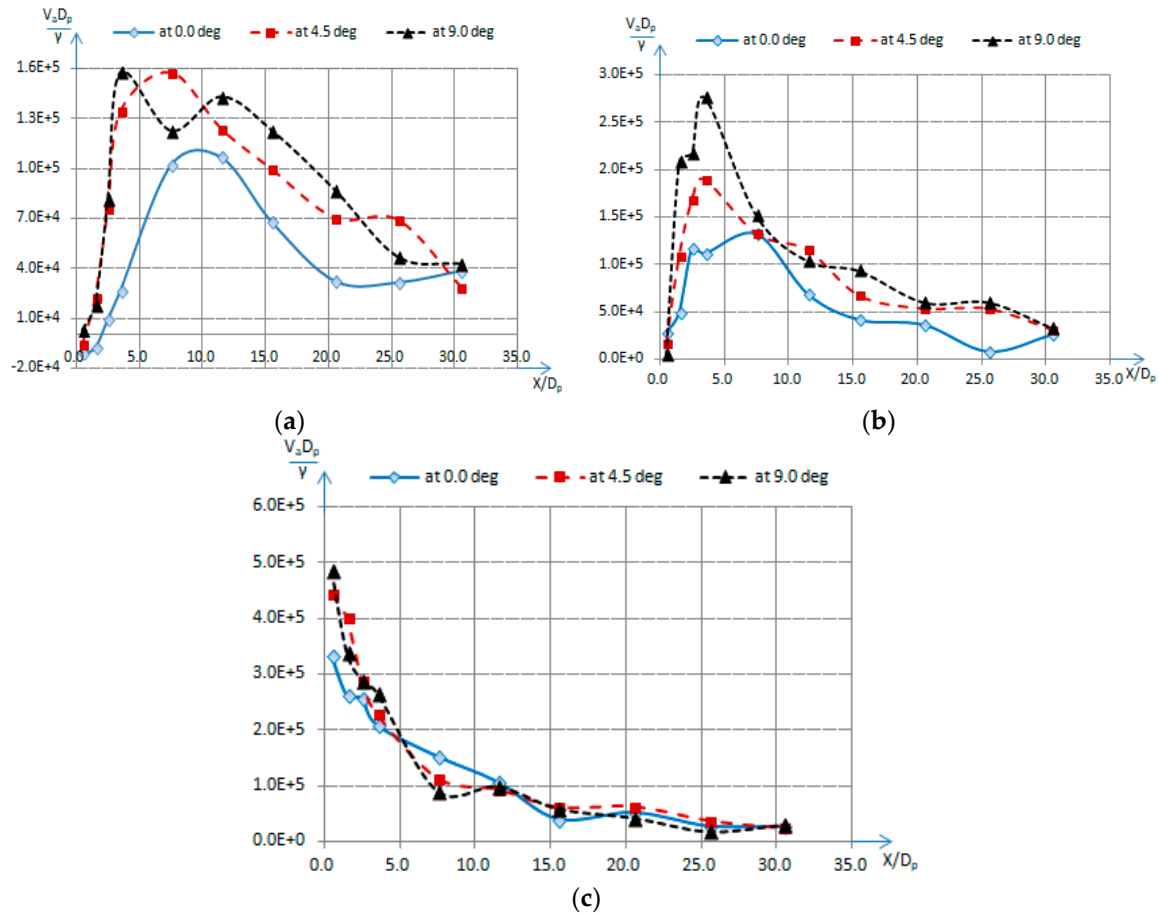 VₐDₚ
γ
at 0.0 deg at 4.5 deg at 9.0 deg
1.6E+5
1.3E+5
1.0E+5
7.0E+4
4.0E+4
1.0E+4
-2.0E+4
0.0 5.0 10.0 15.0 20.0 25.0 30.0 35.0
X/Dₚ
(a)
VₐDₚ
γ
at 0.0 deg at 4.5 deg at 9.0 deg
3.0E+5
2.5E+5
2.0E+5
1.5E+5
1.0E+5
5.0E+4
0.0E+0
0.0 5.0 10.0 15.0 20.0 25.0 30.0 35.0
X/Dₚ
(b)
VₐDₚ
γ
at 0.0 deg at 4.5 deg at 9.0 deg
6.0E+5
5.0E+5
4.0E+5
3.0E+5
2.0E+5
1.0E+5
0.0E+0
0.0 5.0 10.0 15.0 20.0 25.0 30.0 35.0
X/Dₚ
(c)